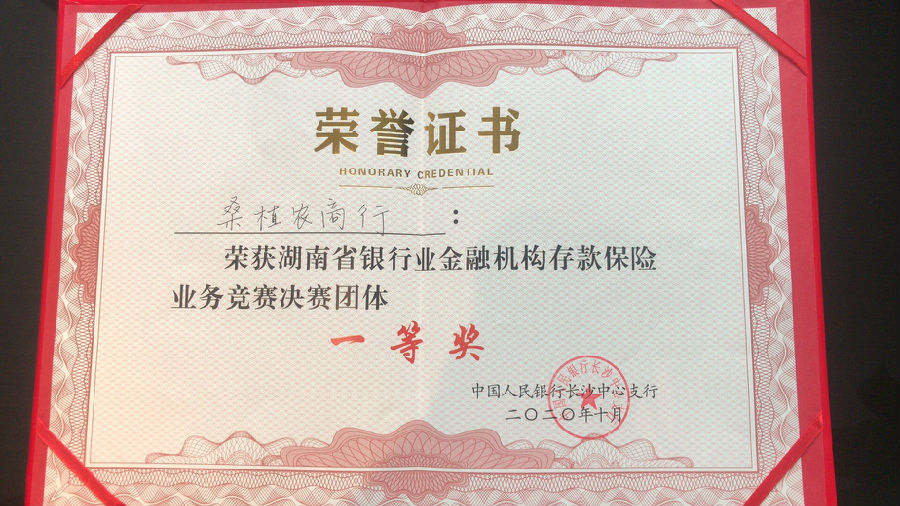 荣誉证书
HONORARY CREDENTIAL
桑植农商行：
荣获湖南省银行业金融机构存款保险
业务竞赛决赛团体
一等奖
中国人民银行长沙中心支行
二〇二〇年十月